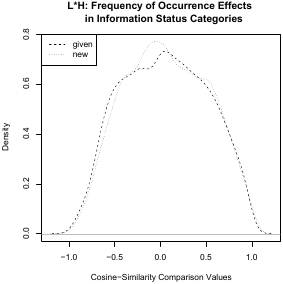 L*H: Frequency of Occurrence Effects
in Information Status Categories
given
new
Density
0.8
0.6
0.4
0.2
0.0
−1.0 −0.5 0.0 0.5 1.0
Cosine−Similarity Comparison Values